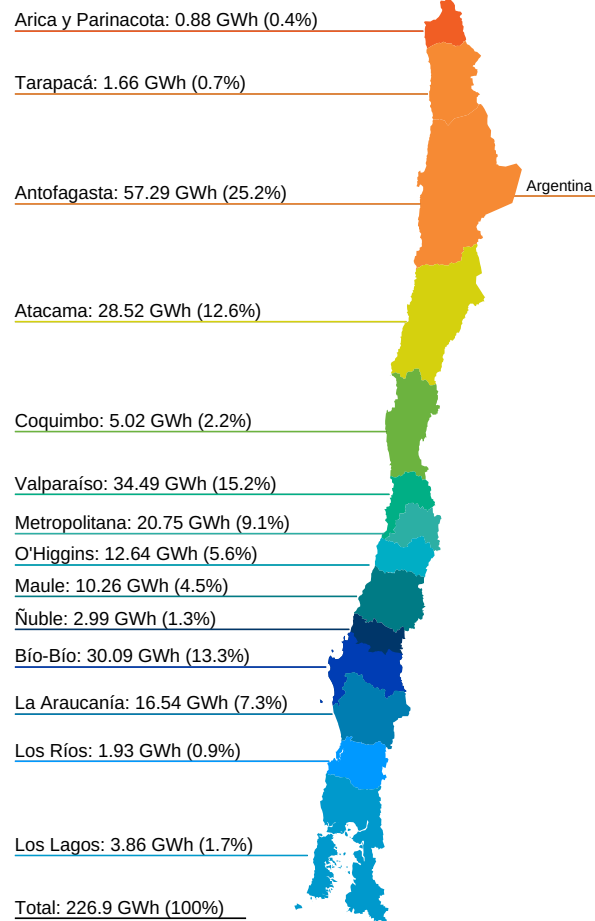 Arica y Parinacota: 0.88 GWh (0.4%)
Tarapacá: 1.66 GWh (0.7%)
Antofagasta: 57.29 GWh (25.2%)
Argentina
Atacama: 28.52 GWh (12.6%)
Coquimbo: 5.02 GWh (2.2%)
Valparaíso: 34.49 GWh (15.2%)
Metropolitana: 20.75 GWh (9.1%)
O'Higgins: 12.64 GWh (5.6%)
Maule: 10.26 GWh (4.5%)
Ñuble: 2.99 GWh (1.3%)
Bío-Bío: 30.09 GWh (13.3%)
La Araucanía: 16.54 GWh (7.3%)
Los Ríos: 1.93 GWh (0.9%)
Los Lagos: 3.86 GWh (1.7%)
Total: 226.9 GWh (100%)